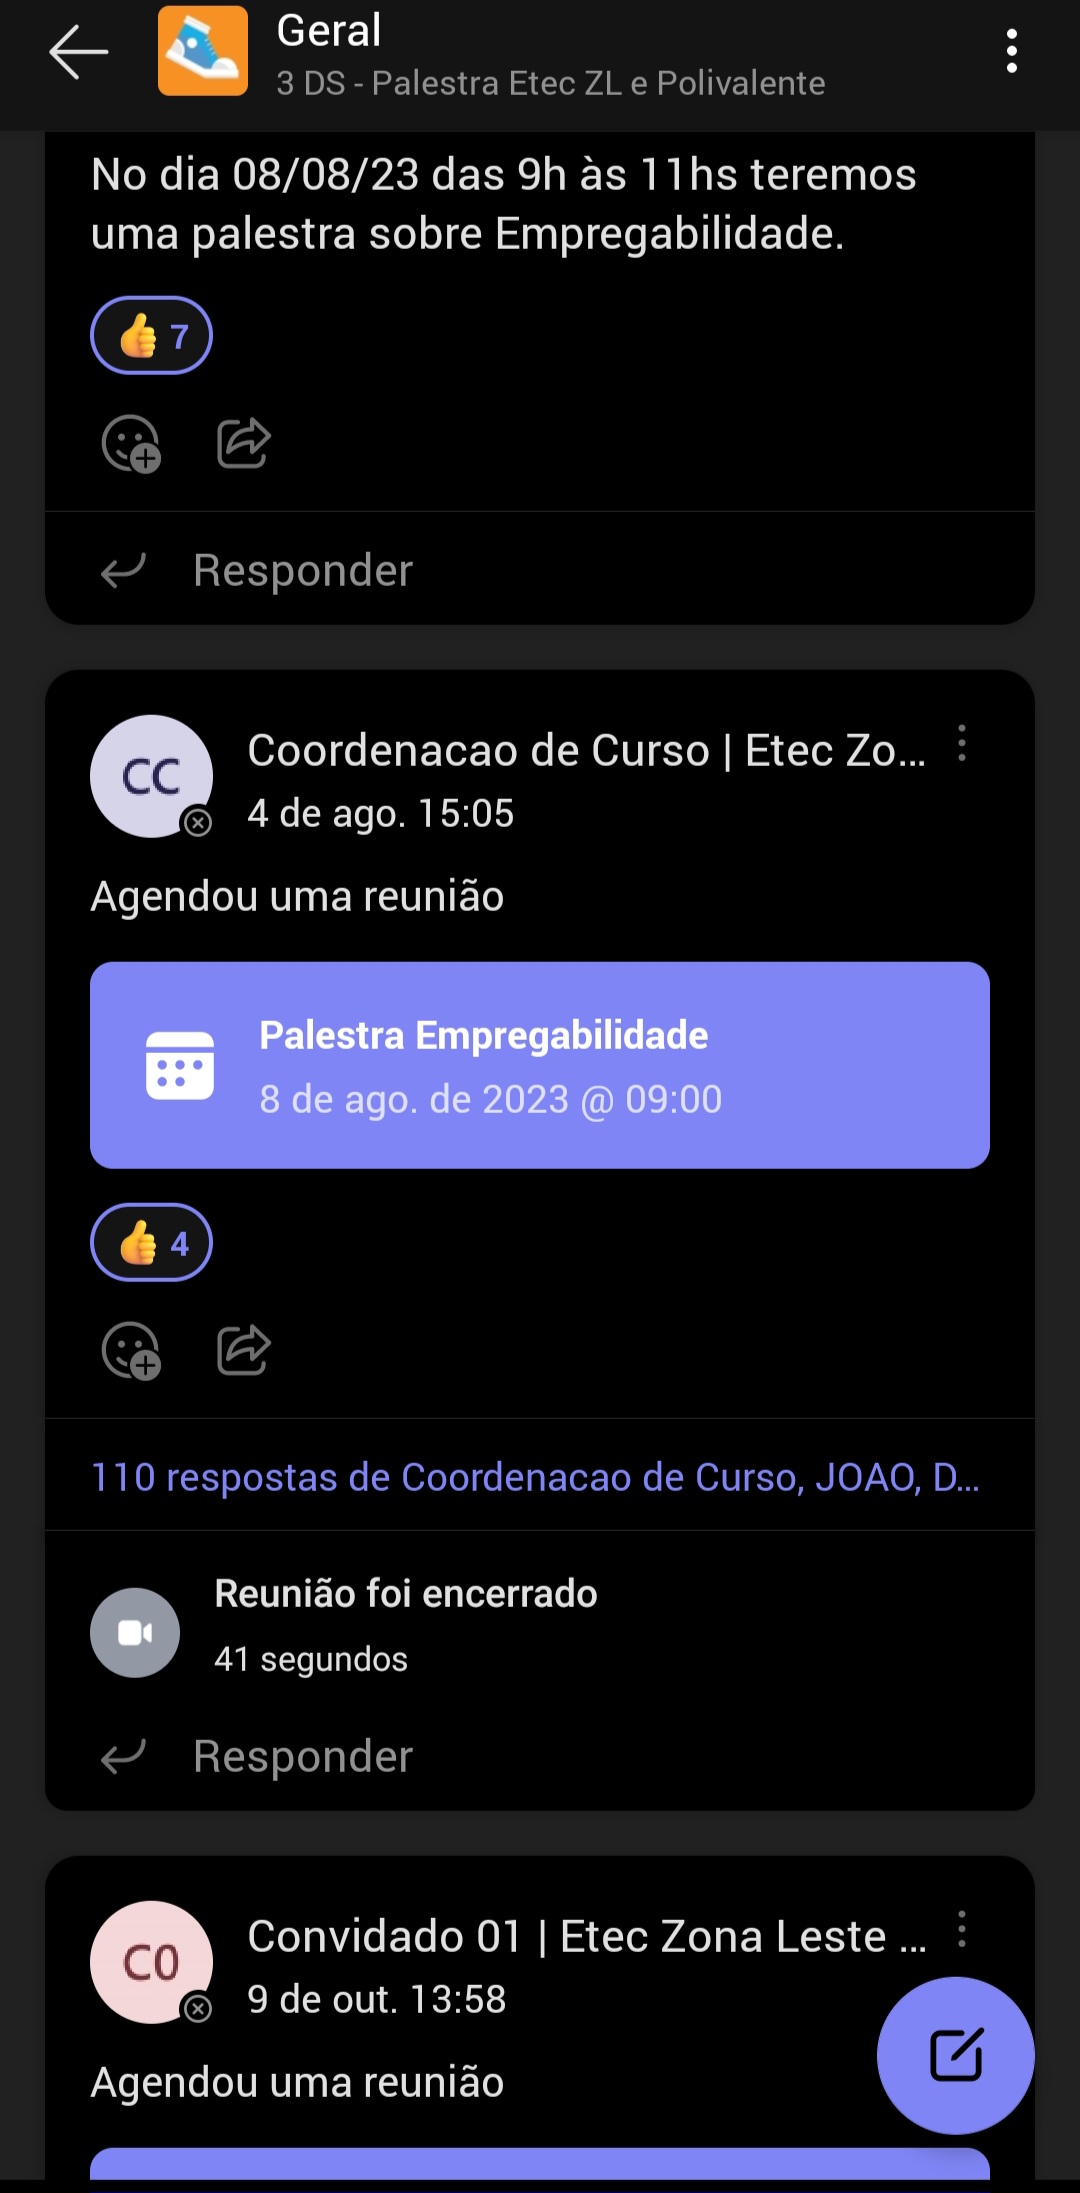 Geral
3 DS - Palestra Etec ZL e Polivalente
No dia 08/08/23 das 9h às 11hs teremos
uma palestra sobre Empregabilidade.
👍 7
Responder
CC
Coordenacao de Curso | Etec Zo...
4 de ago. 15:05
Agendou uma reunião
Palestra Empregabilidade
8 de ago. de 2023 @ 09:00
👍 4
110 respostas de Coordenacao de Curso, JOAO, D...
Reunião foi encerrado
41 segundos
Responder
C0
Convidado 01 | Etec Zona Leste ...
9 de out. 13:58
Agendou uma reunião